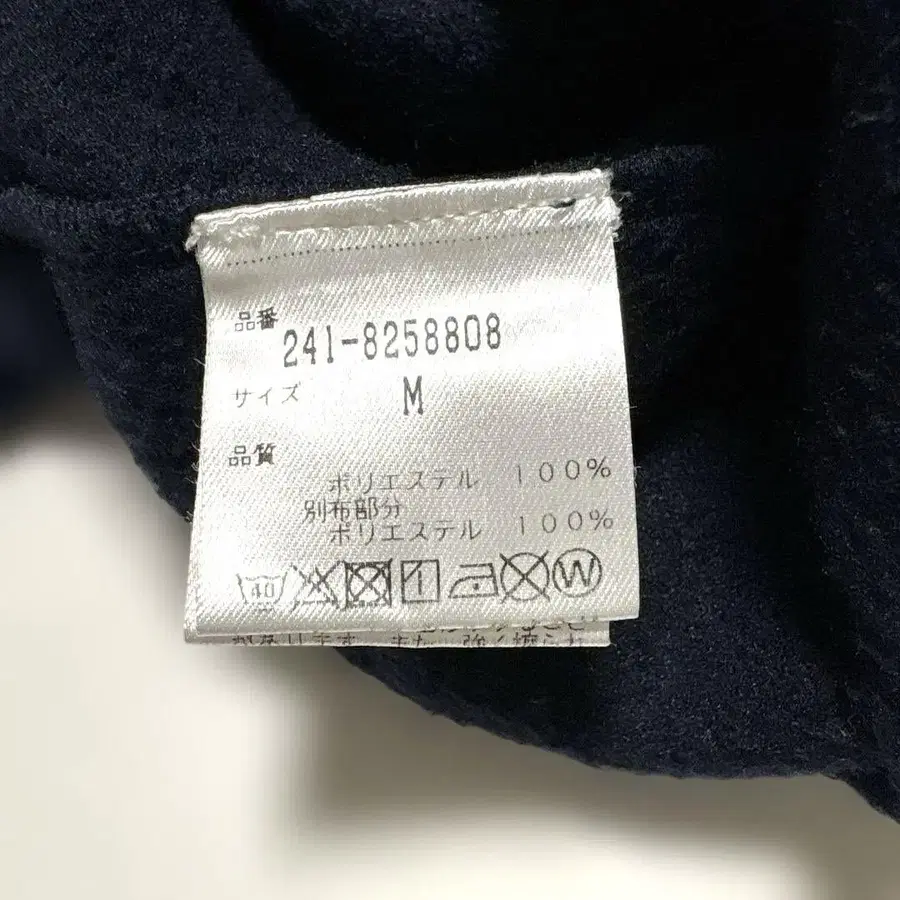 品番
241-8258808
サイズ
M
品質
ポリエステル 100%
別布部分
ポリエステル 100%
40 W